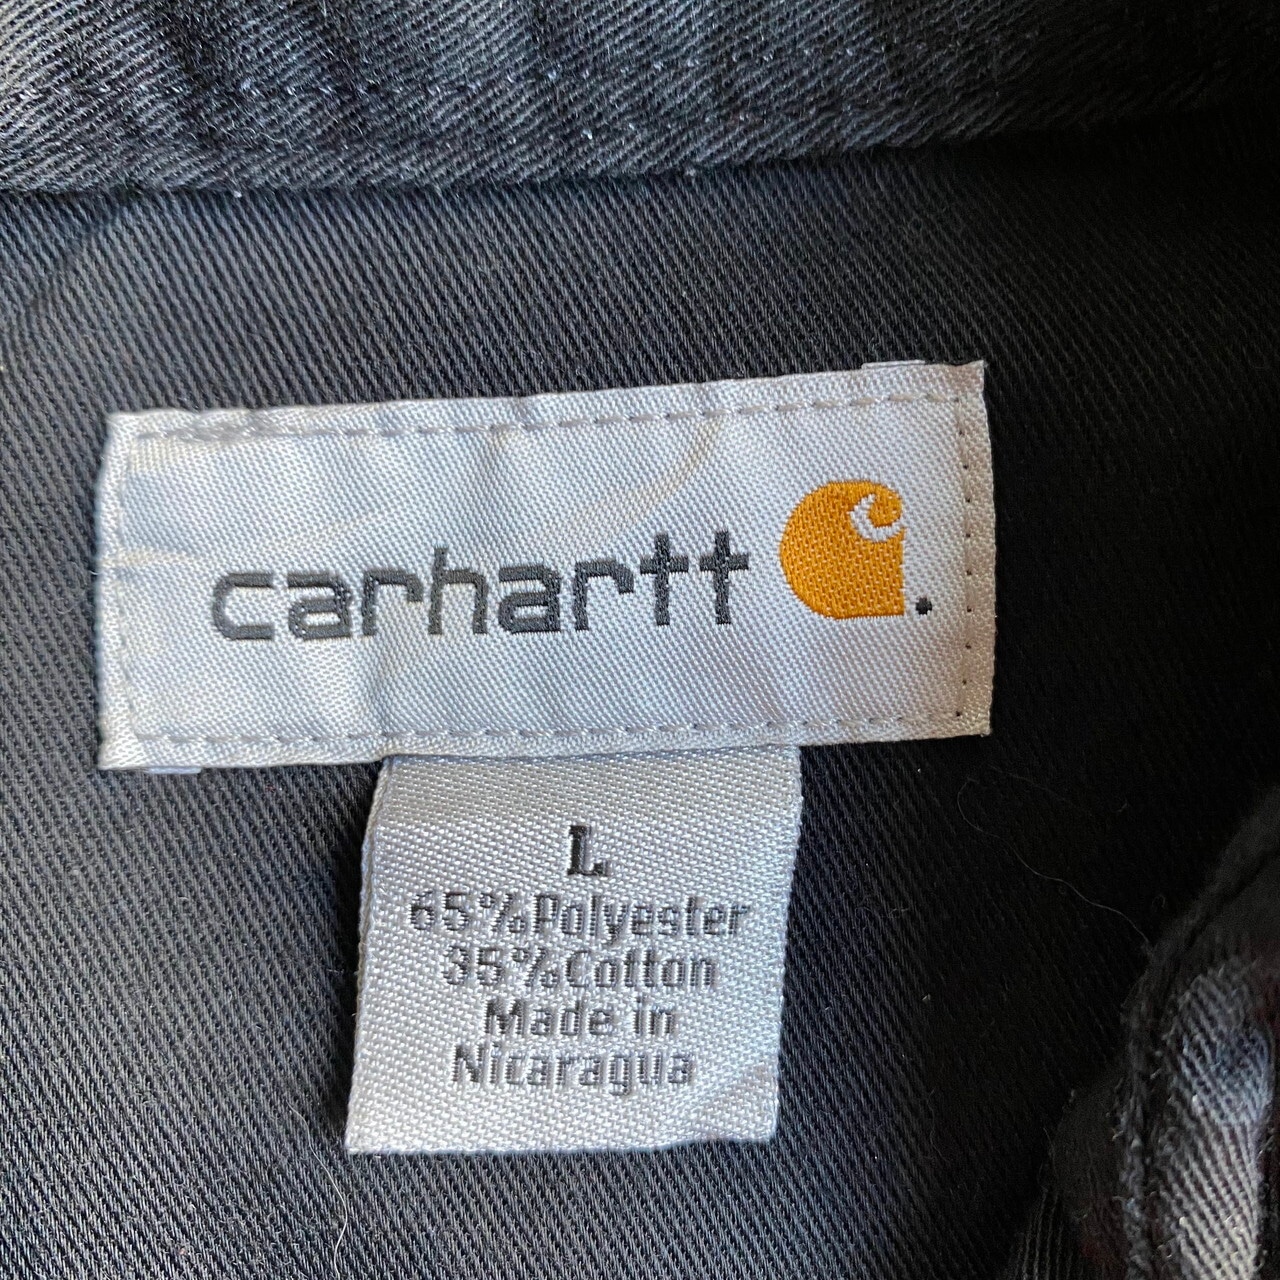 carhartt.
L
65%Polyester
35%Cotton
Made in
Nicaragua